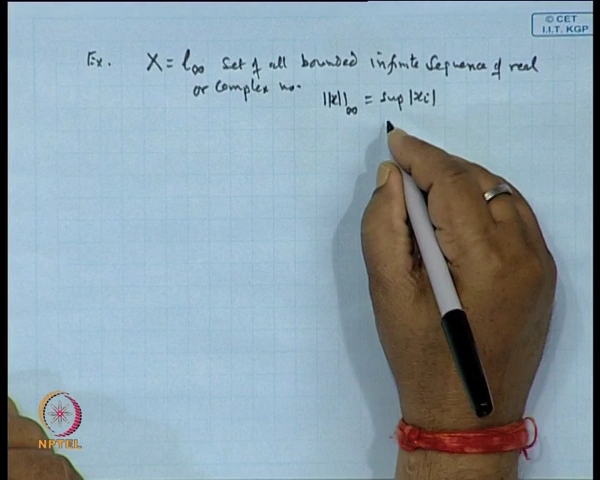 © CET
I.I.T. KGP
Ex. X = l∞ set of all bounded infinite sequence of real
or complex no.
||x||∞ = sup |xi|
NPTEL